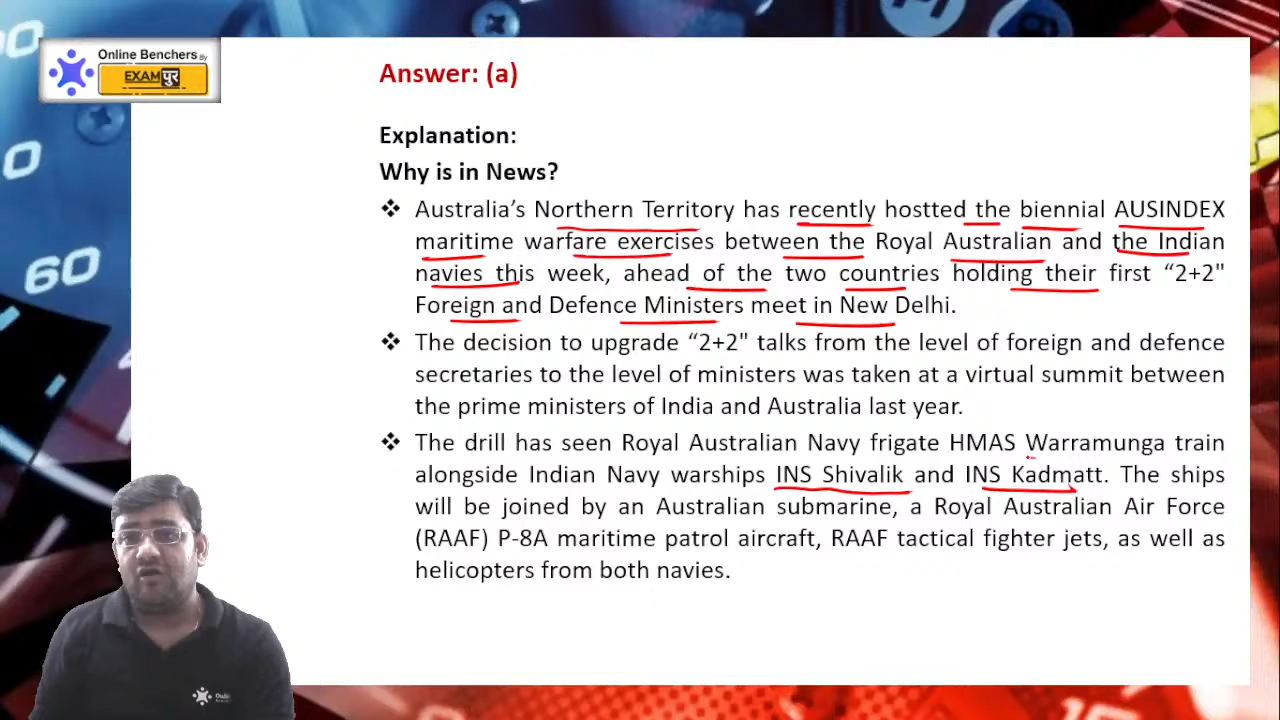 Online Benchers By
EXAMपुर
Answer: (a)
Explanation:
Why is in News?
❖ Australia’s Northern Territory has recently hostted the biennial AUSINDEX
maritime warfare exercises between the Royal Australian and the Indian
navies this week, ahead of the two countries holding their first “2+2"
Foreign and Defence Ministers meet in New Delhi.
❖ The decision to upgrade “2+2" talks from the level of foreign and defence
secretaries to the level of ministers was taken at a virtual summit between
the prime ministers of India and Australia last year.
❖ The drill has seen Royal Australian Navy frigate HMAS Warramunga train
alongside Indian Navy warships INS Shivalik and INS Kadmatt. The ships
will be joined by an Australian submarine, a Royal Australian Air Force
(RAAF) P-8A maritime patrol aircraft, RAAF tactical fighter jets, as well as
helicopters from both navies.
60
10